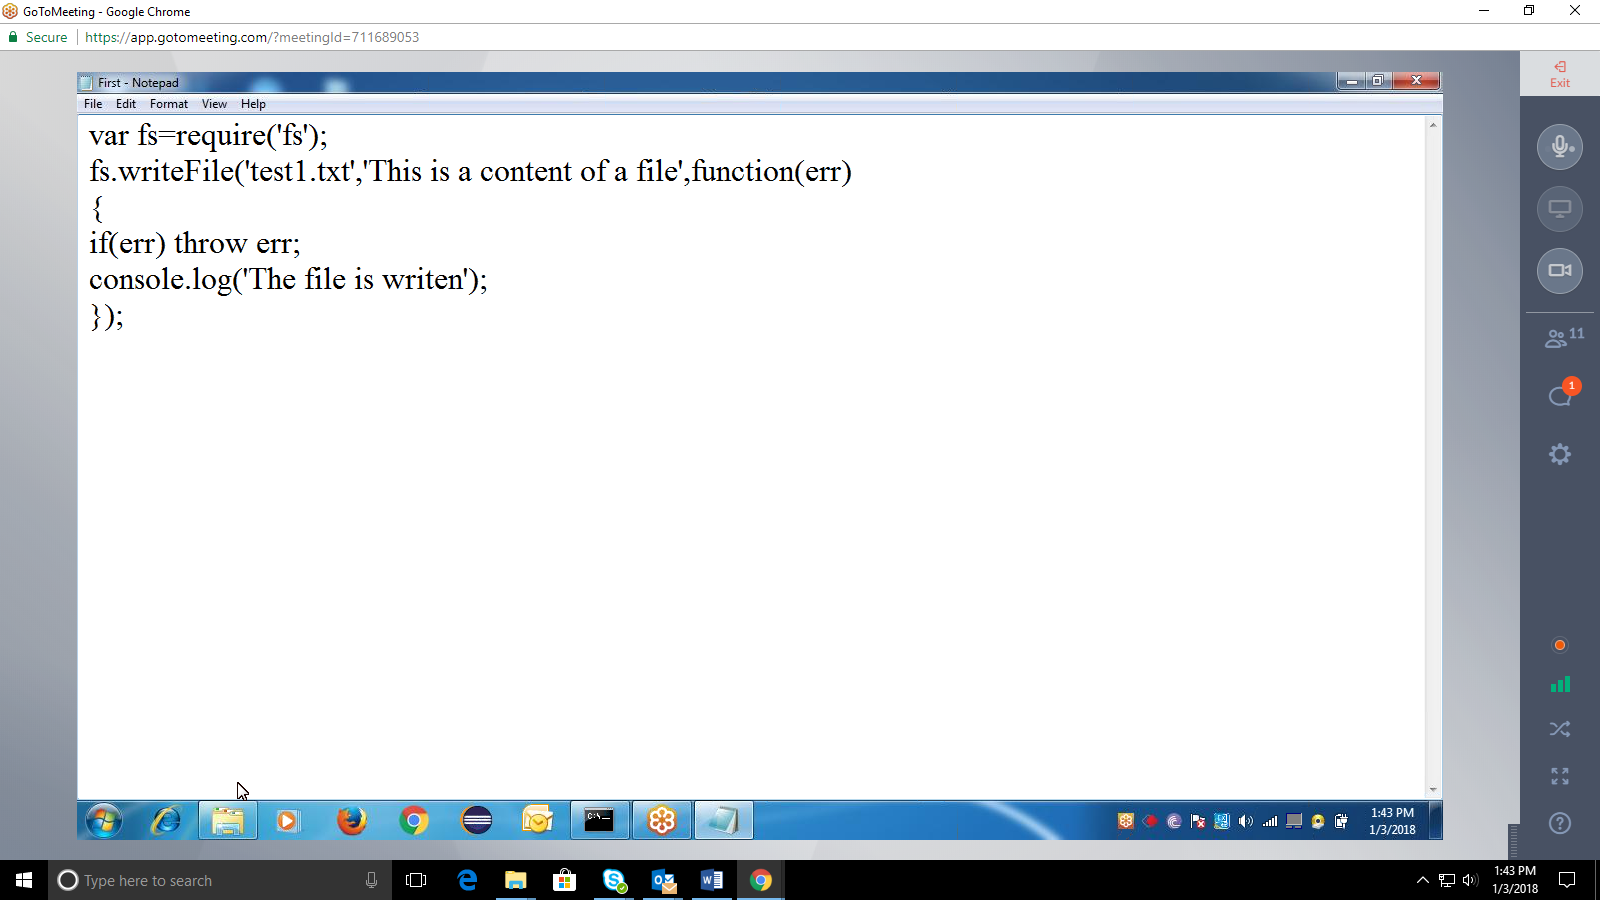 GoToMeeting - Google Chrome
Secure https://app.gotomeeting.com/?meetingId=711689053
Exit
First - Notepad
File Edit Format View Help
var fs=require('fs');
fs.writeFile('test1.txt','This is a content of a file',function(err)
{
if(err) throw err;
console.log('The file is writen');
});
11
1
C:\_
1:43 PM
1/3/2018
Type here to search
1:43 PM
1/3/2018